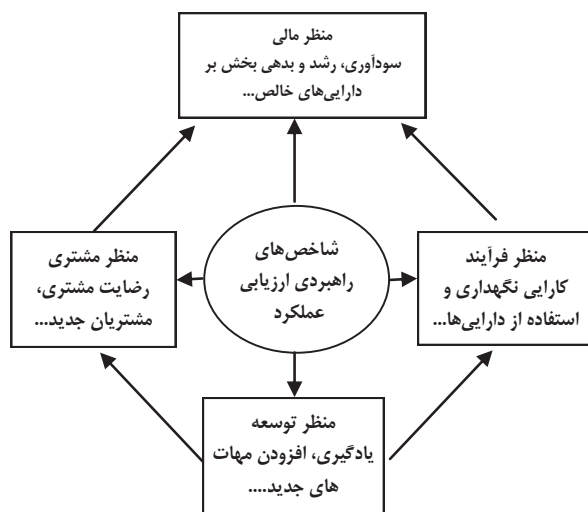 منظر مالی
سودآوری، رشد و بدهی بخش بر
دارایی‌های خالص...
منظر مشتری
رضایت مشتری،
مشتریان جدید...
شاخص‌های
راهبردی ارزیابی
عملکرد
منظر فرآیند
کارایی نگهداری و
استفاده از دارایی‌ها...
منظر توسعه
یادگیری، افزودن مهات
های جدید....